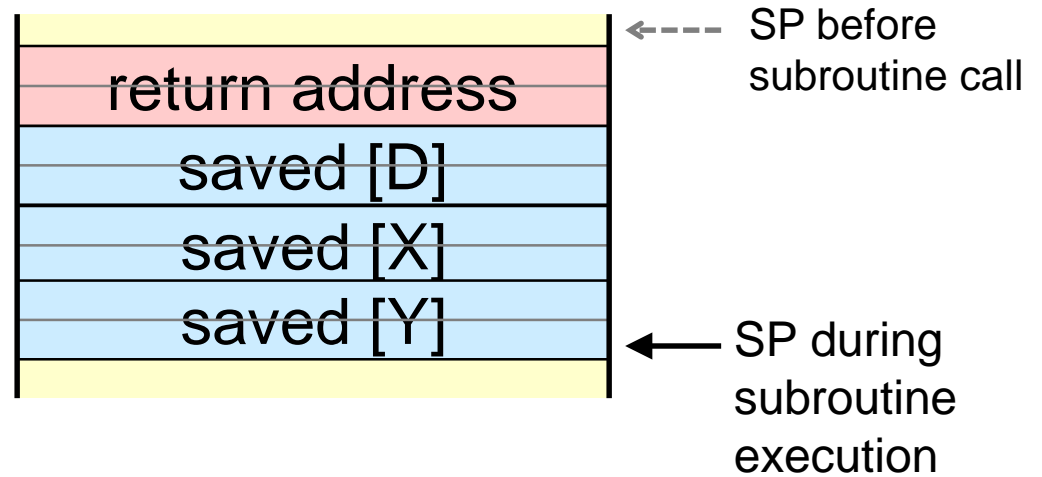 SP before
subroutine call
return address
saved [D]
saved [X]
saved [Y]
SP during
subroutine
execution